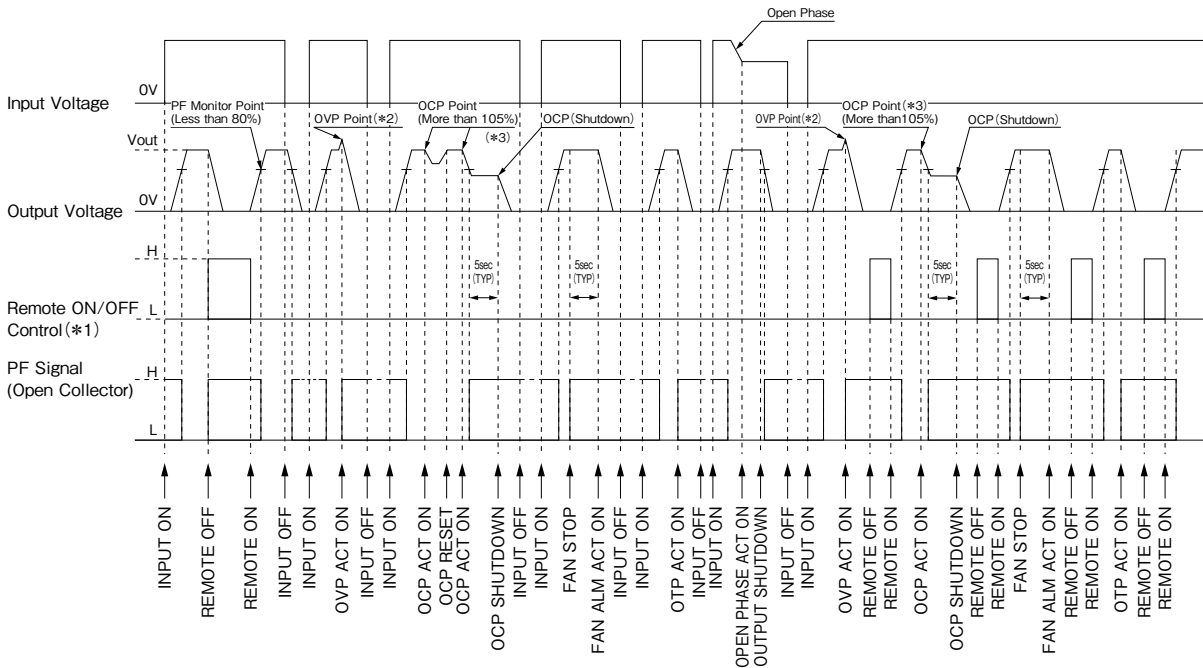 Open Phase
Input Voltage
0V
PF Monitor Point
(Less than 80%)
OVP Point(*2)
OCP Point
(More than 105%)
(*3)
OCP(Shutdown)
OVP Point(*2)
OCP Point(*3)
(More than105%)
OCP(Shutdown)
Vout
Output Voltage
0V
H
5sec
(TYP)
5sec
(TYP)
5sec
(TYP)
5sec
(TYP)
Remote ON/OFF
Control(*1)
L
PF Signal
(Open Collector)
H
L
INPUT ON
REMOTE OFF
REMOTE ON
INPUT OFF
INPUT ON
OVP ACT ON
INPUT OFF
INPUT ON
OCP ACT ON
OCP RESET
OCP ACT ON
OCP SHUTDOWN
INPUT OFF
INPUT ON
FAN STOP
FAN ALM ACT ON
INPUT OFF
INPUT ON
OTP ACT ON
INPUT OFF
INPUT ON
OPEN PHASE ACT ON
OUTPUT SHUTDOWN
INPUT OFF
INPUT ON
OVP ACT ON
REMOTE OFF
REMOTE ON
OCP ACT ON
OCP SHUTDOWN
REMOTE OFF
REMOTE ON
FAN STOP
FAN ALM ACT ON
REMOTE OFF
REMOTE ON
OTP ACT ON
REMOTE OFF
REMOTE ON